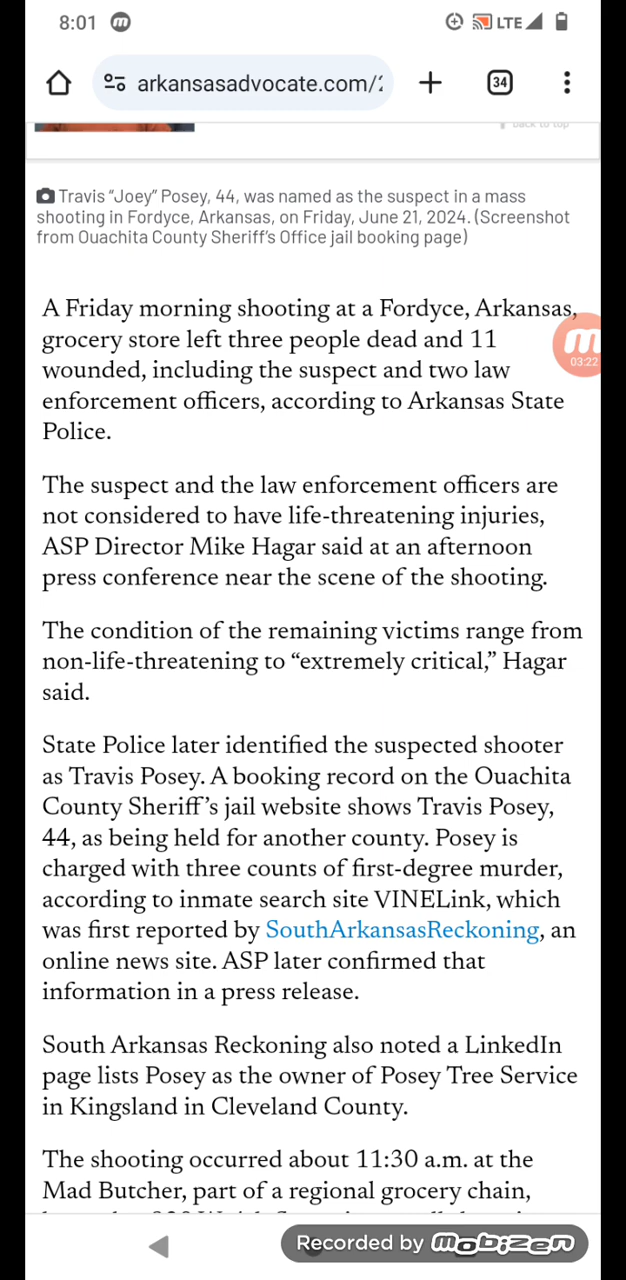 8:01 m LTE
arkansasadvocate.com/2 34
Back to top
Travis “Joey” Posey, 44, was named as the suspect in a mass
shooting in Fordyce, Arkansas, on Friday, June 21, 2024. (Screenshot
from Ouachita County Sheriff’s Office jail booking page)
A Friday morning shooting at a Fordyce, Arkansas,
grocery store left three people dead and 11
m
03:22
wounded, including the suspect and two law
enforcement officers, according to Arkansas State
Police.
The suspect and the law enforcement officers are
not considered to have life-threatening injuries,
ASP Director Mike Hagar said at an afternoon
press conference near the scene of the shooting.
The condition of the remaining victims range from
non-life-threatening to “extremely critical,” Hagar
said.
State Police later identified the suspected shooter
as Travis Posey. A booking record on the Ouachita
County Sheriff’s jail website shows Travis Posey,
44, as being held for another county. Posey is
charged with three counts of first-degree murder,
according to inmate search site VINELink, which
was first reported by SouthArkansasReckoning, an
online news site. ASP later confirmed that
information in a press release.
South Arkansas Reckoning also noted a LinkedIn
page lists Posey as the owner of Posey Tree Service
in Kingsland in Cleveland County.
The shooting occurred about 11:30 a.m. at the
Mad Butcher, part of a regional grocery chain,
Recorded by mobizen